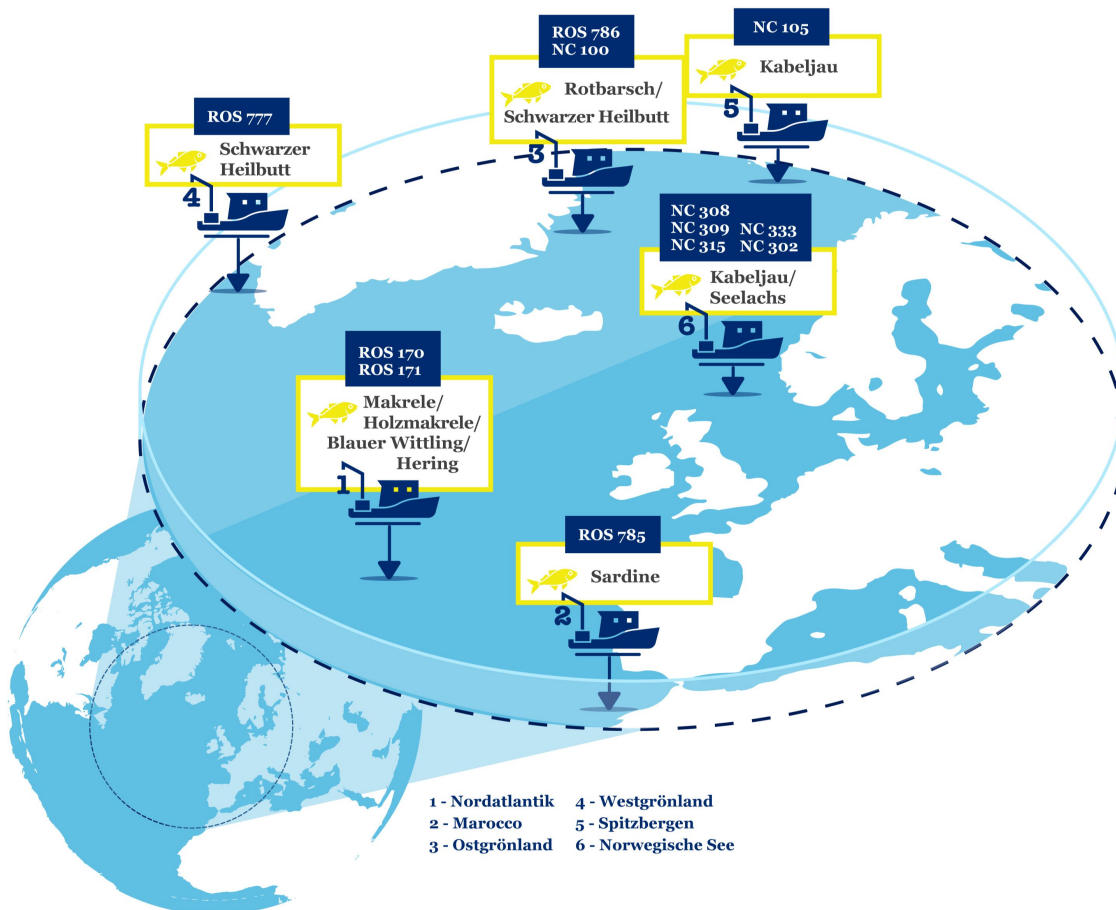 ROS 777
Schwarzer
Heilbutt
4
ROS 786
NC 100
Rotbarsch/
Schwarzer Heilbutt
3
NC 105
Kabeljau
5
NC 308
NC 309 NC 333
NC 315 NC 302
Kabeljau/
Seelachs
6
ROS 170
ROS 171
Makrele/
Holzmakrele/
Blauer Wittling/
Hering
1
ROS 785
Sardine
2
1 - Nordatlantik
2 - Marocco
3 - Ostgrönland
4 - Westgrönland
5 - Spitzbergen
6 - Norwegische See